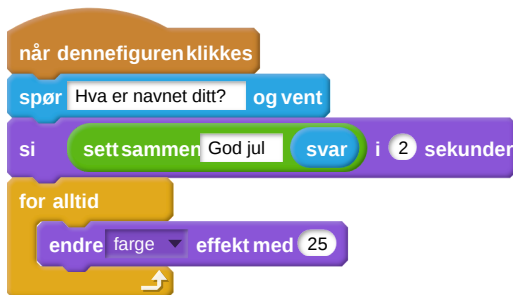 når denne figuren klikkes
spør Hva er navnet ditt? og vent
si sett sammen God jul svar i 2 sekunder
for alltid
endre farge effekt med 25